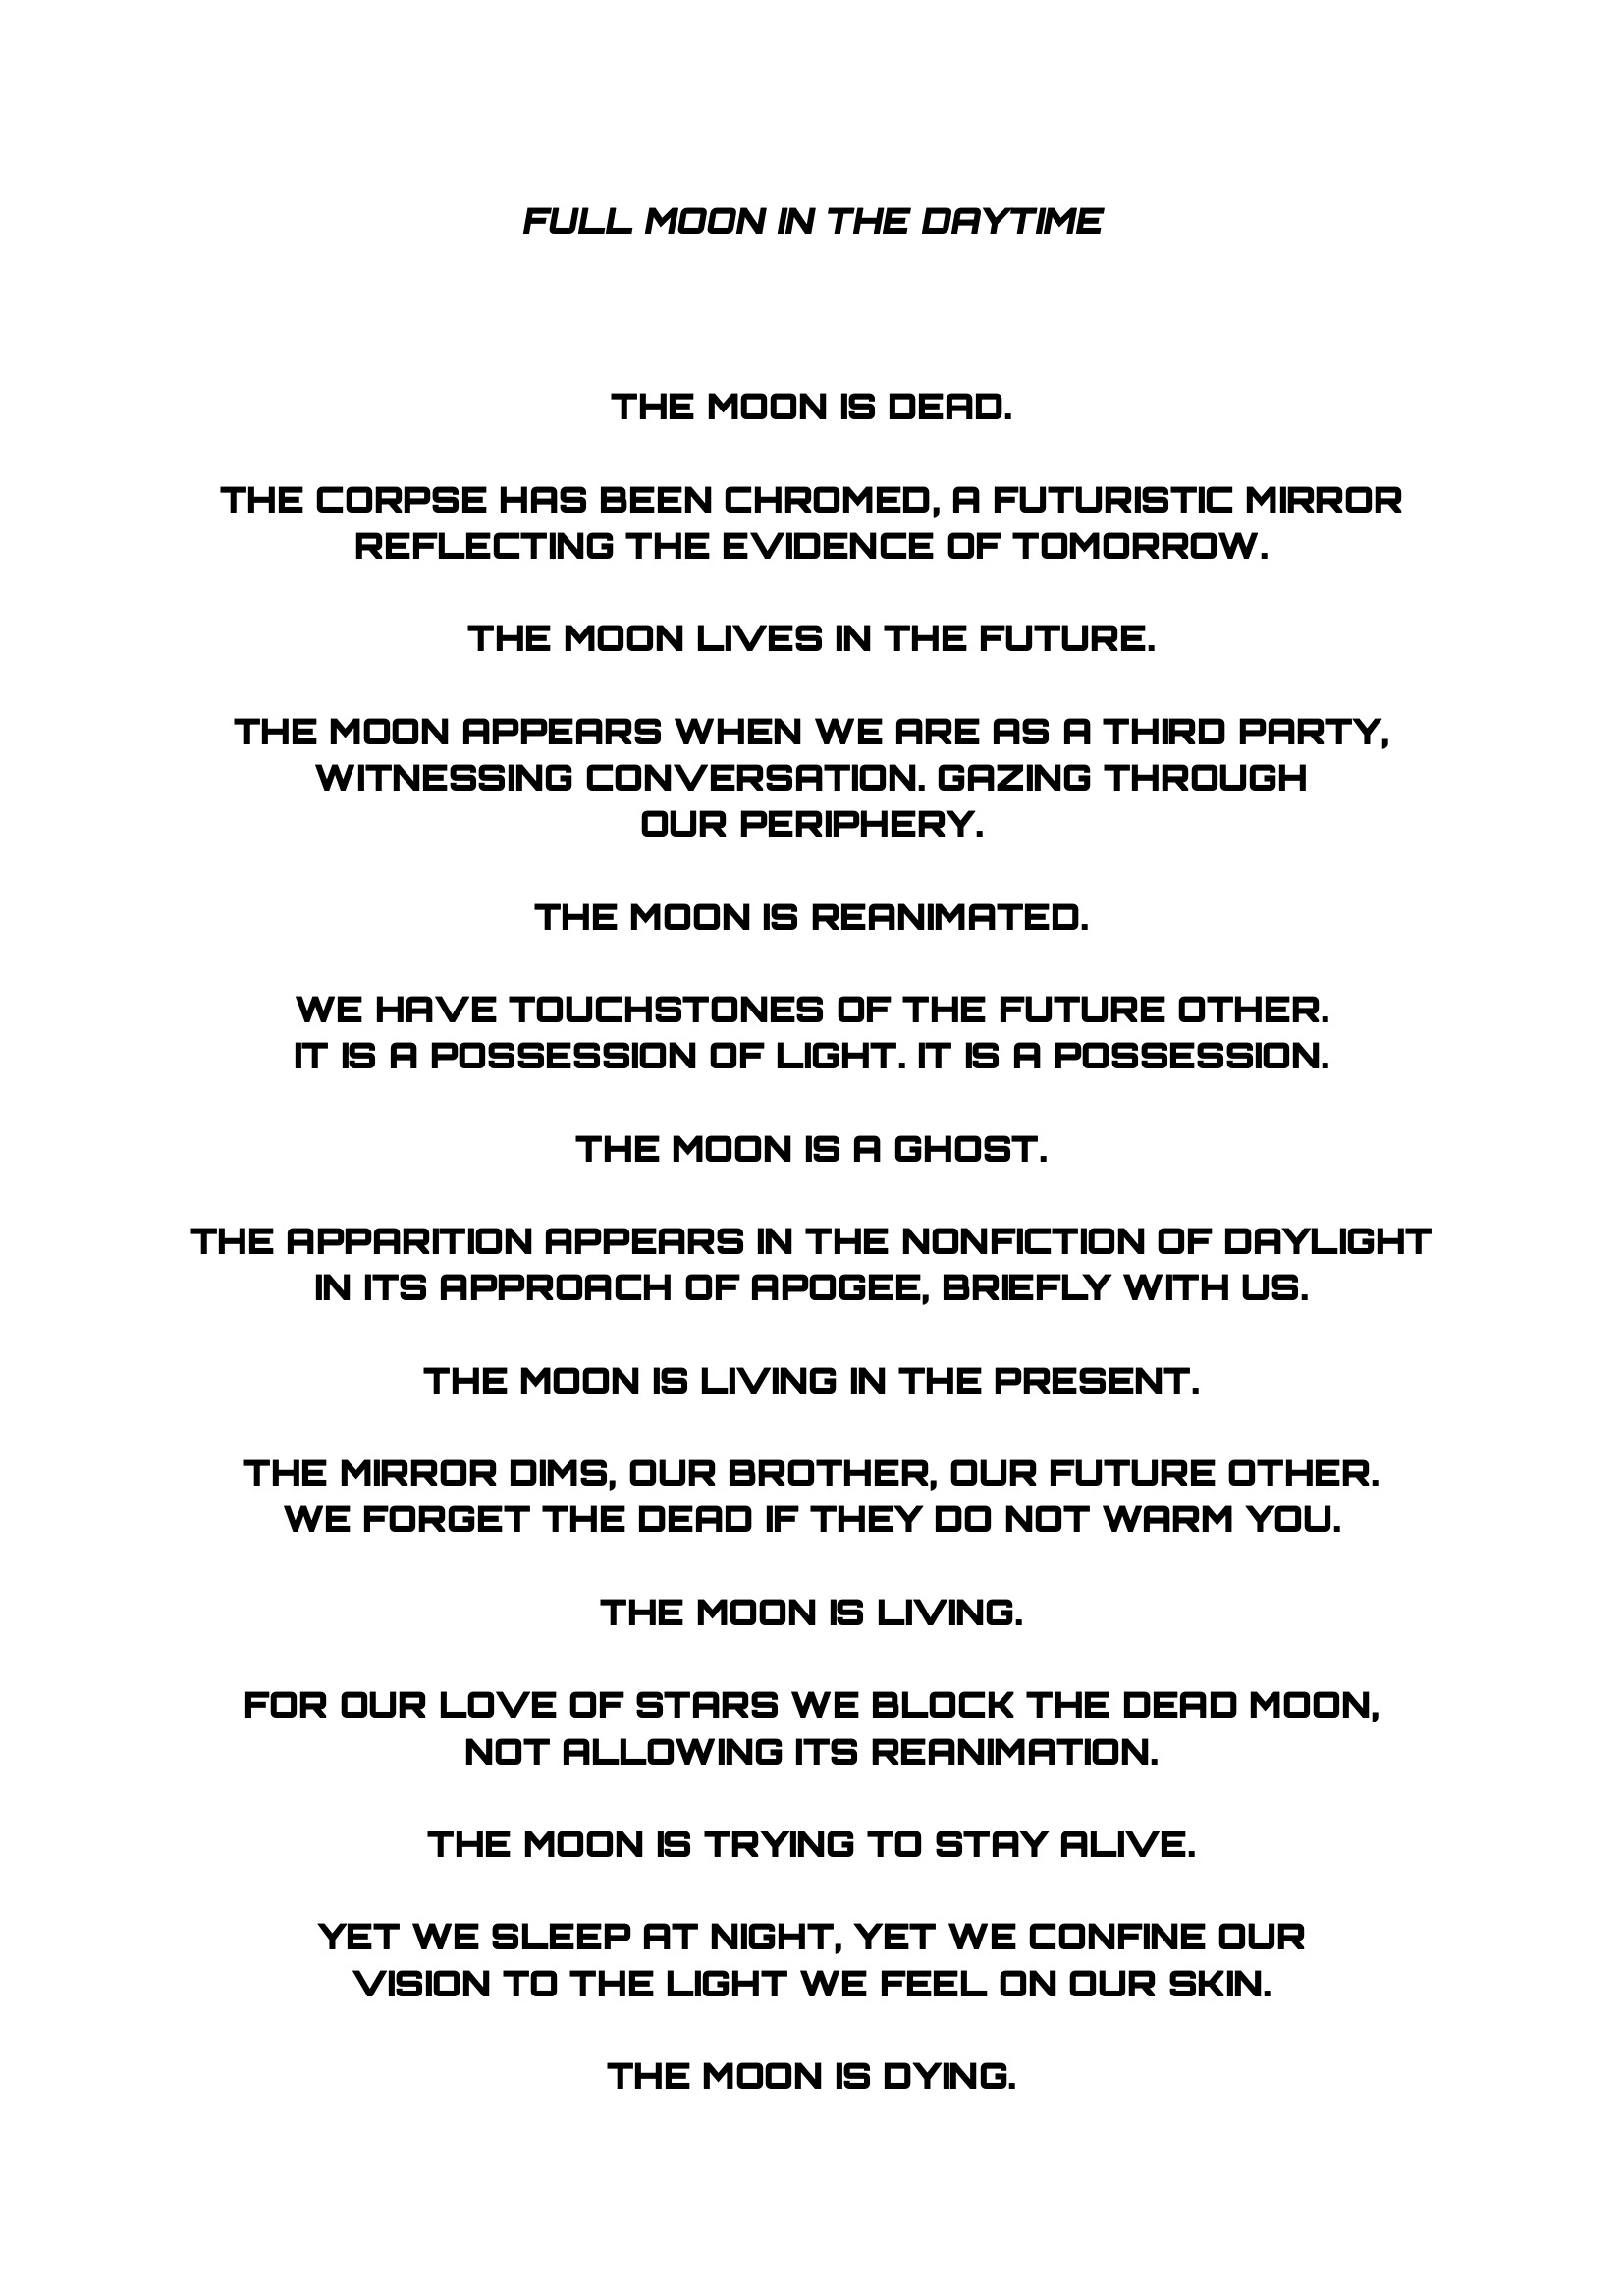 FULL MOON IN THE DAYTIME
THE MOON IS DEAD.
THE CORPSE HAS BEEN CHROMED, A FUTURISTIC MIRROR
REFLECTING THE EVIDENCE OF TOMORROW.
THE MOON LIVES IN THE FUTURE.
THE MOON APPEARS WHEN WE ARE AS A THIRD PARTY,
WITNESSING CONVERSATION. GAZING THROUGH
OUR PERIPHERY.
THE MOON IS REANIMATED.
WE HAVE TOUCHSTONES OF THE FUTURE OTHER.
IT IS A POSSESSION OF LIGHT. IT IS A POSSESSION.
THE MOON IS A GHOST.
THE APPARITION APPEARS IN THE NONFICTION OF DAYLIGHT
IN ITS APPROACH OF APOGEE, BRIEFLY WITH US.
THE MOON IS LIVING IN THE PRESENT.
THE MIRROR DIMS, OUR BROTHER, OUR FUTURE OTHER.
WE FORGET THE DEAD IF THEY DO NOT WARM YOU.
THE MOON IS LIVING.
FOR OUR LOVE OF STARS WE BLOCK THE DEAD MOON,
NOT ALLOWING ITS REANIMATION.
THE MOON IS TRYING TO STAY ALIVE.
YET WE SLEEP AT NIGHT, YET WE CONFINE OUR
VISION TO THE LIGHT WE FEEL ON OUR SKIN.
THE MOON IS DYING.